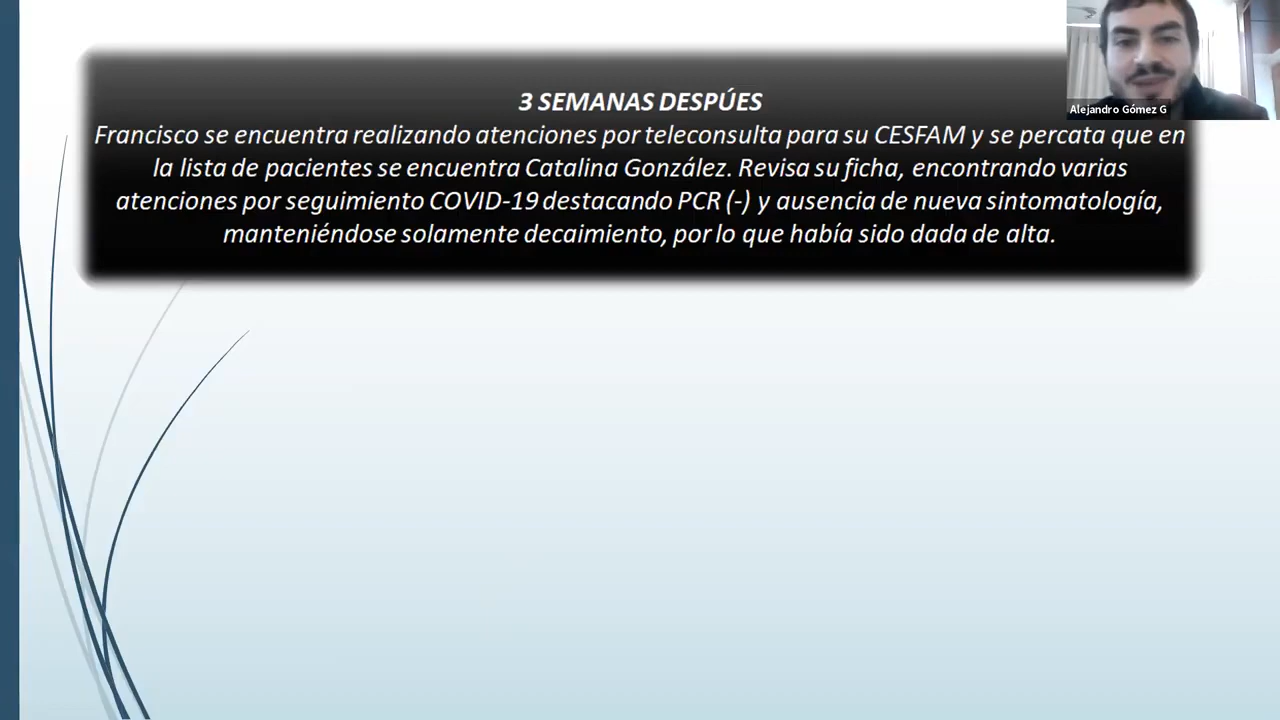 3 SEMANAS DESPÚES
Francisco se encuentra realizando atenciones por teleconsulta para su CESFAM y se percata que en
la lista de pacientes se encuentra Catalina González. Revisa su ficha, encontrando varias
atenciones por seguimiento COVID-19 destacando PCR (-) y ausencia de nueva sintomatología,
manteniéndose solamente decaimiento, por lo que había sido dada de alta.
Alejandro Gómez G